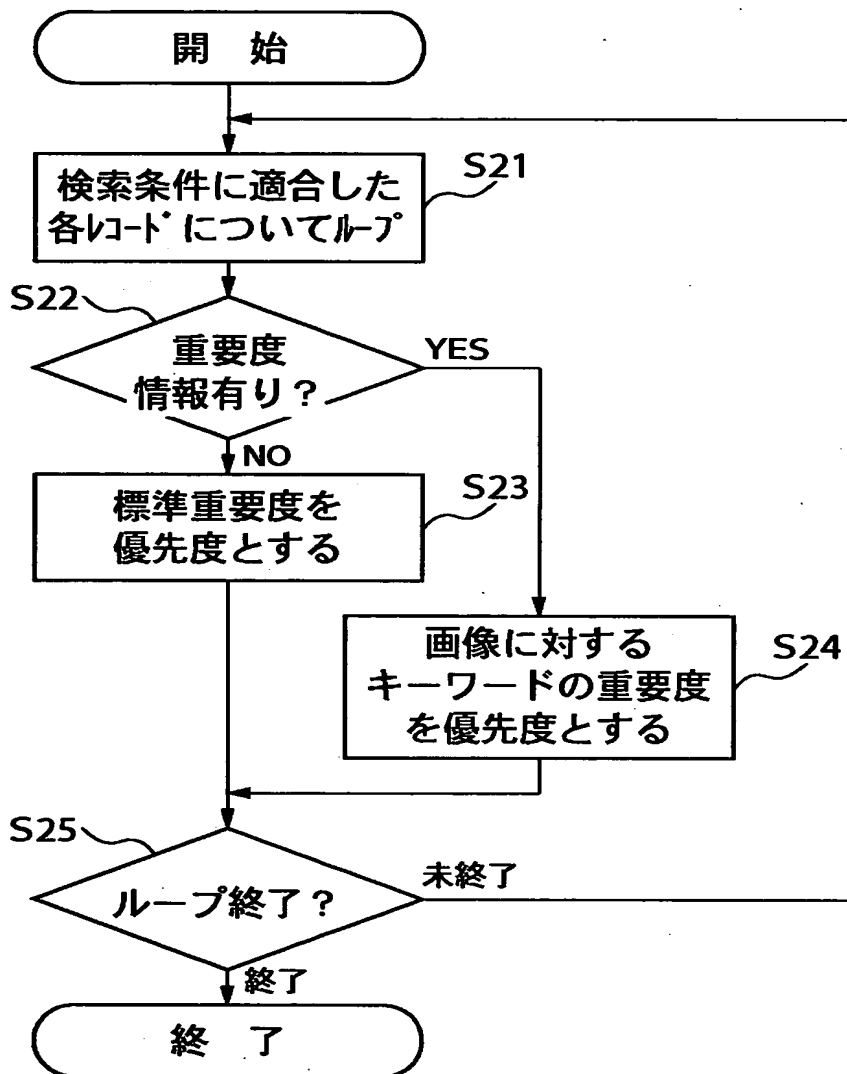 開 始
S21
検索条件に適合した
各ﾚｺｰﾄﾞについてﾙｰﾌﾟ
S22
重要度
情報有り？
YES
NO
S23
標準重要度を
優先度とする
S24
画像に対する
キーワードの重要度
を優先度とする
S25
ループ終了？
未終了
終了
終 了